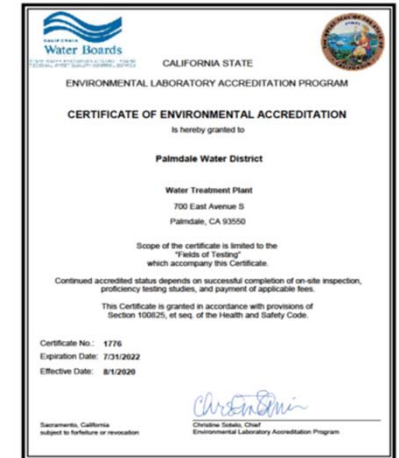 CALIFORNIA
Water Boards
CALIFORNIA STATE
ENVIRONMENTAL LABORATORY ACCREDITATION PROGRAM
CERTIFICATE OF ENVIRONMENTAL ACCREDITATION
Is hereby granted to
Palmdale Water District
Water Treatment Plant
700 East Avenue S
Palmdale, CA 93550
Scope of the certificate is limited to the
"Fields of Testing"
which accompany this Certificate.
Continued accredited status depends on successful completion of on-site inspection,
proficiency testing studies, and payment of applicable fees.
This Certificate is granted in accordance with provisions of
Section 100825, et seq. of the Health and Safety Code.
Certificate No.: 1776
Expiration Date: 7/31/2022
Effective Date: 8/1/2020
Sacramento, California
subject to forfeiture or revocation
Christine Sotelo, Chief
Environmental Laboratory Accreditation Program